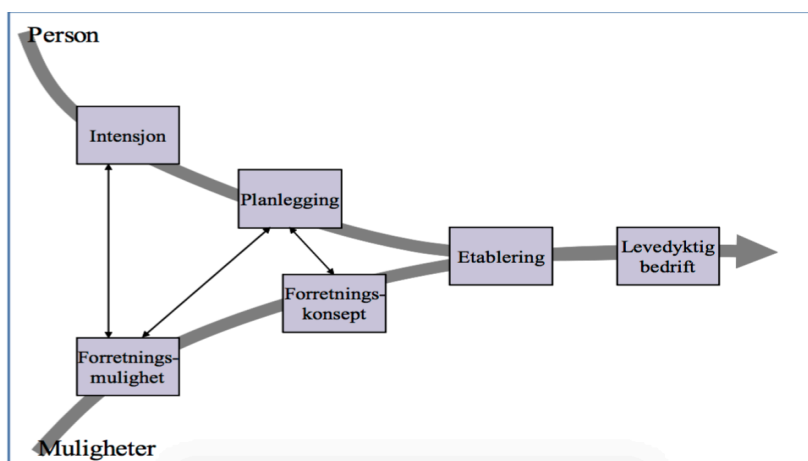 Person
Intensjon
Planlegging
Etablering
Levedyktig
bedrift
Forretnings-
konsept
Forretnings-
mulighet
Muligheter